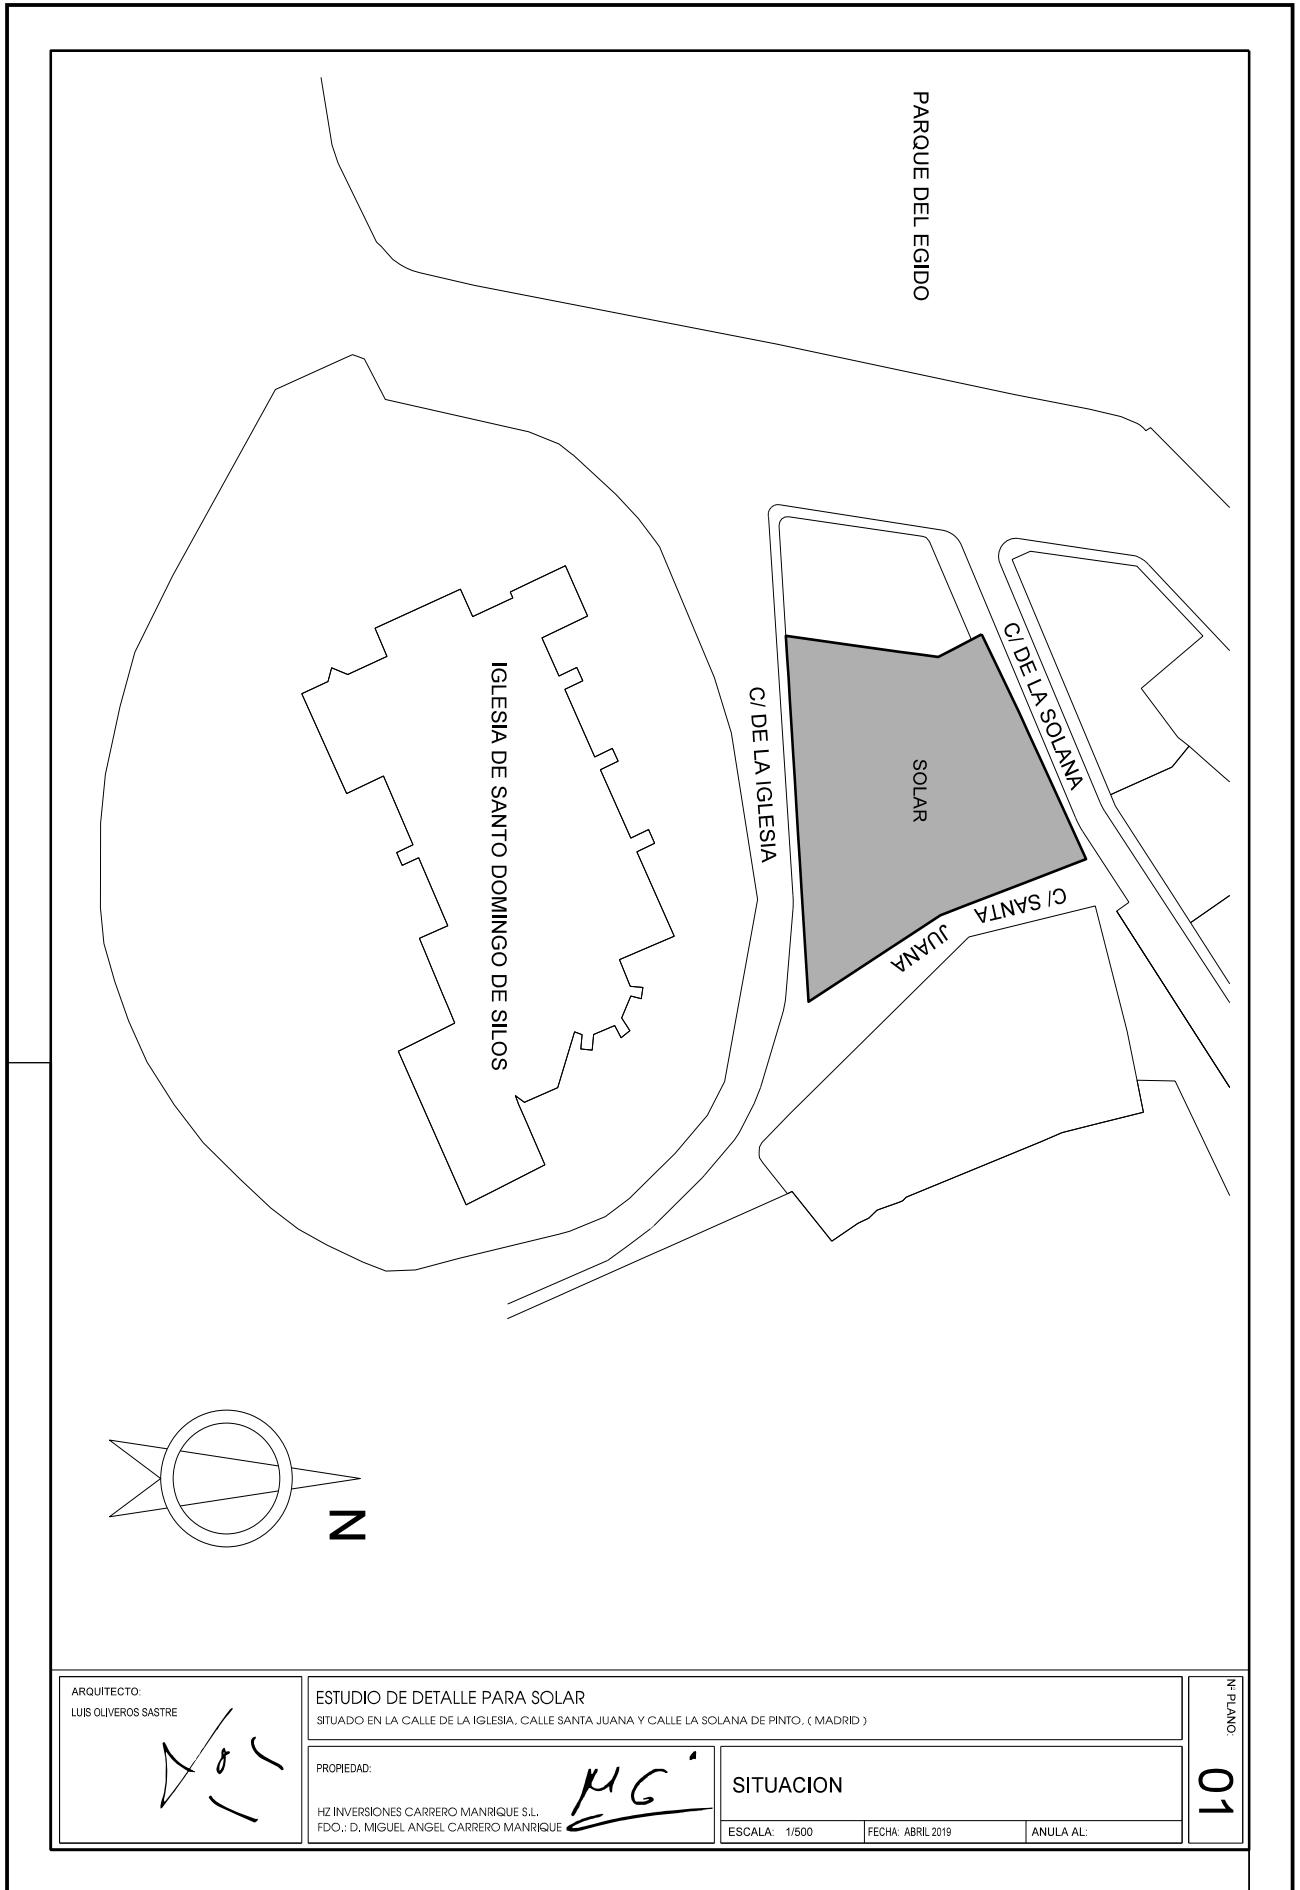 PARQUE DEL EGIDO
C/ DE LA SOLANA
C/ DE LA IGLESIA
SOLAR
IGLESIA DE SANTO DOMINGO DE SILOS
C/ SANTA
JUANA
N
ARQUITECTO:
LUIS OLIVEROS SASTRE
ESTUDIO DE DETALLE PARA SOLAR
SITUADO EN LA CALLE DE LA IGLESIA, CALLE SANTA JUANA Y CALLE LA SOLANA DE PINTO, ( MADRID )
PROPIEDAD:
HZ INVERSIONES CARRERO MANRIQUE S.L.
FDO.: D. MIGUEL ANGEL CARRERO MANRIQUE
SITUACION
ESCALA: 1/500
FECHA: ABRIL 2019
ANULA AL:
Nº PLANO:
01